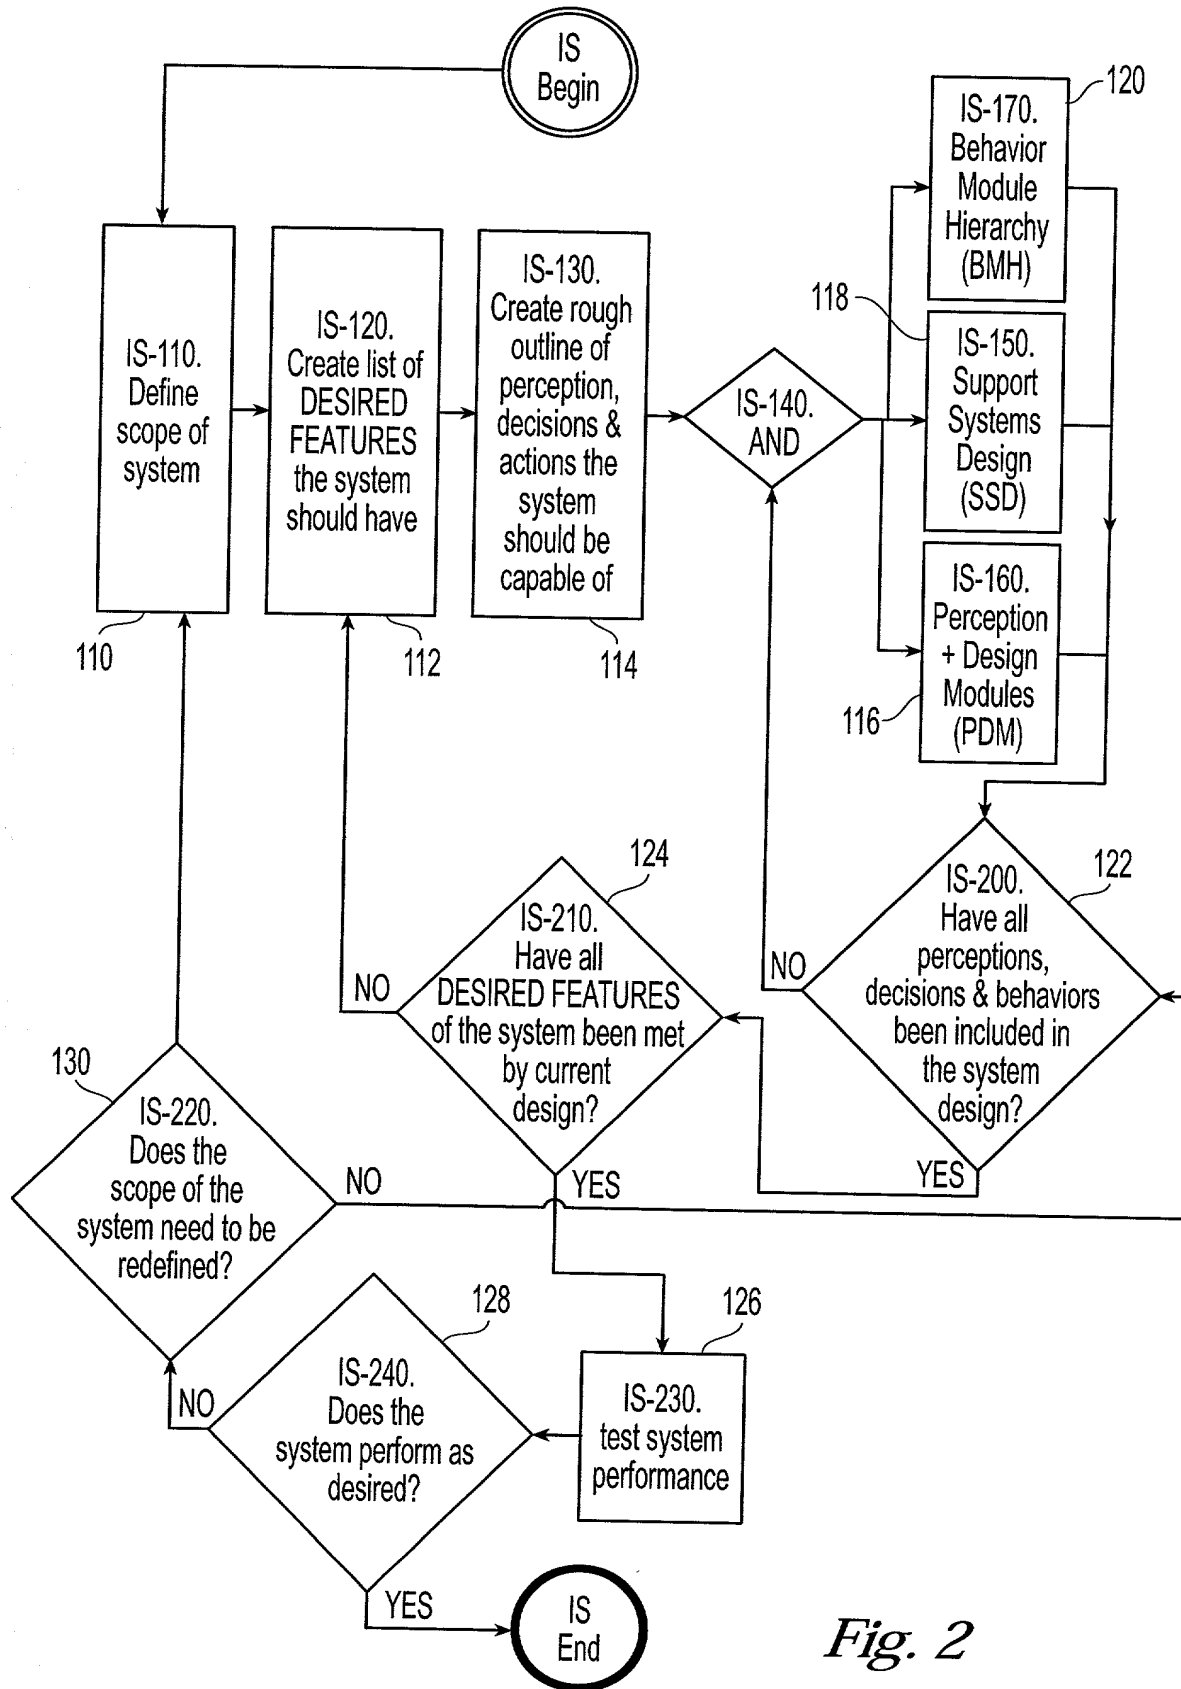 IS
Begin
120
IS-170.
Behavior
Module
Hierarchy
(BMH)
IS-110.
Define
scope of
system
110
IS-120.
Create list of
DESIRED
FEATURES
the system
should have
112
IS-130.
Create rough
outline of
perception,
decisions &
actions the
system
should be
capable of
114
IS-140.
AND
118
IS-150.
Support
Systems
Design
(SSD)
IS-160.
Perception
+ Design
Modules
(PDM)
116
122
IS-200.
Have all
perceptions,
decisions & behaviors
been included in
the system
design?
NO
YES
124
IS-210.
Have all
DESIRED FEATURES
of the system been met
by current
design?
NO
YES
130
IS-220.
Does the
scope of the
system need to be
redefined?
NO
126
IS-230.
test system
performance
128
IS-240.
Does the
system perform as
desired?
NO
YES
IS
End
Fig. 2